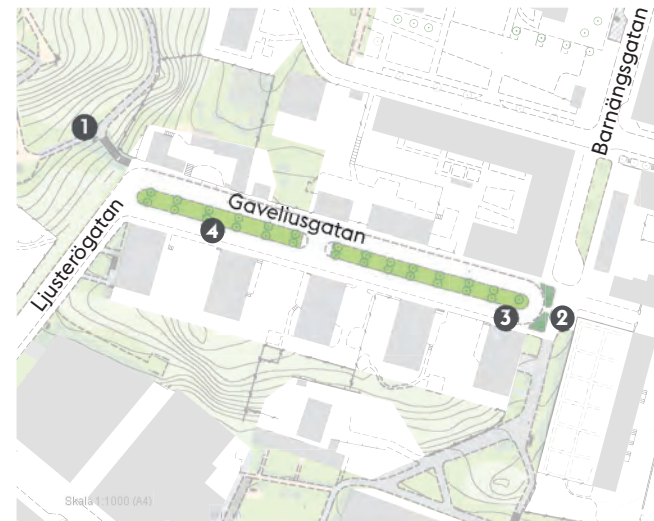 Barnängsgatan
1
Gaveliusgatan
Ljusterögatan
4
3
2
Skala 1:1000 (A4)